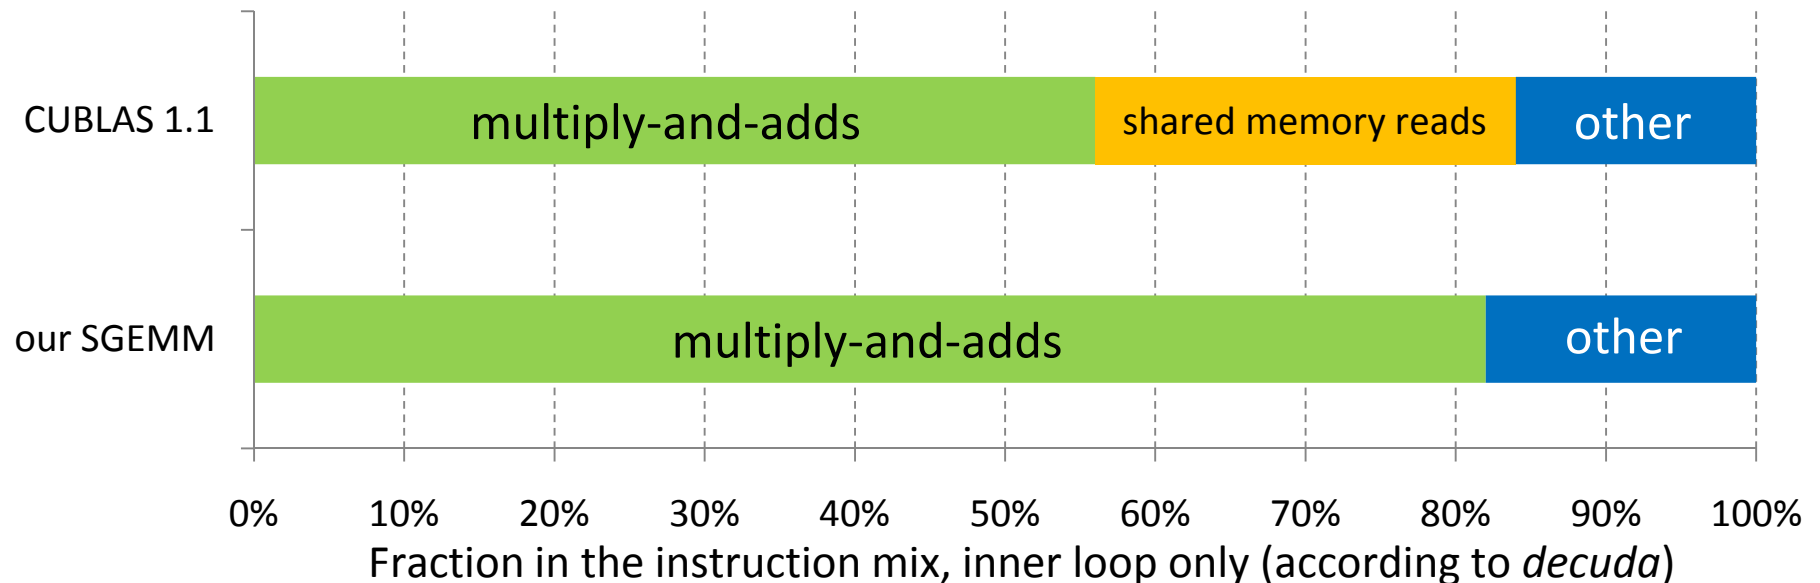 CUBLAS 1.1
multiply-and-adds
shared memory reads
other
our SGEMM
multiply-and-adds
other
0% 10% 20% 30% 40% 50% 60% 70% 80% 90% 100%
Fraction in the instruction mix, inner loop only (according to decuda)